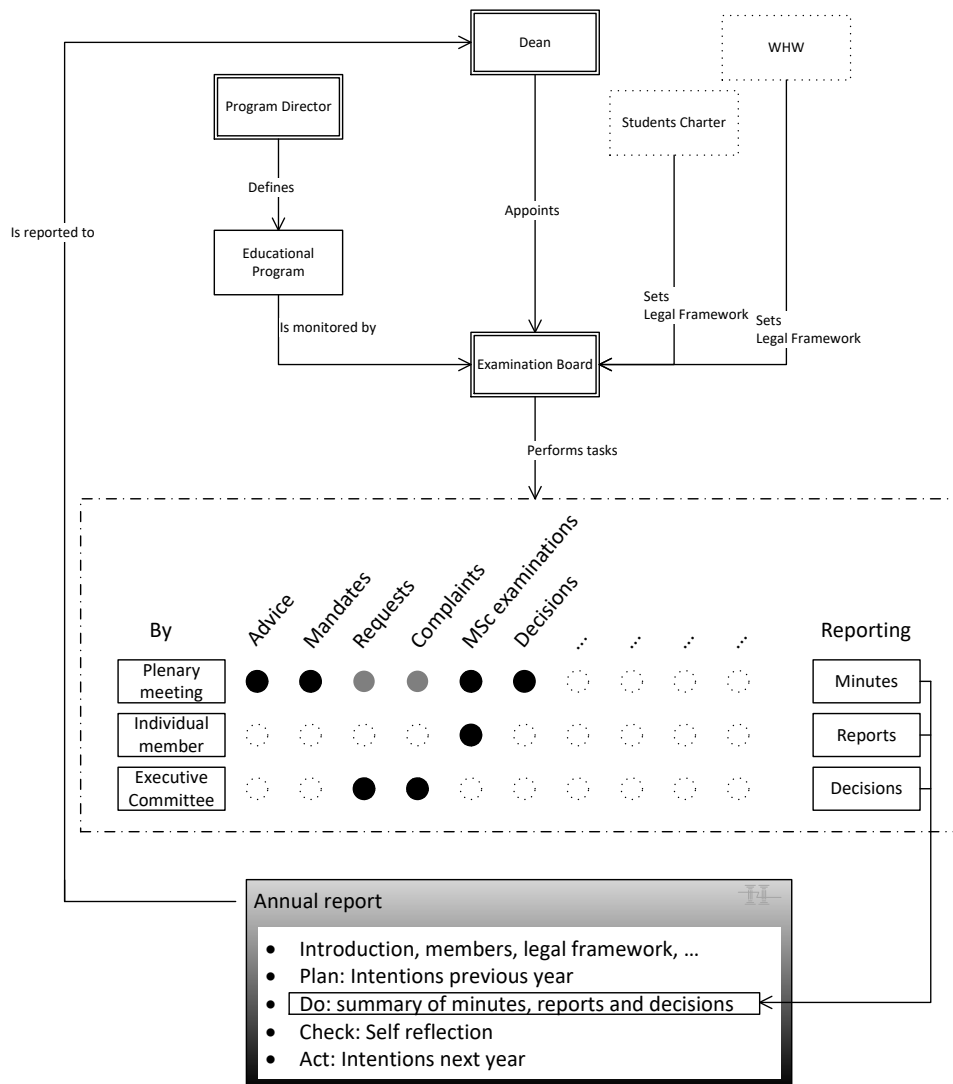 Dean
WHW
Program Director
Students Charter
Defines
Appoints
Is reported to
Educational
Program
Sets
Legal Framework
Sets
Legal Framework
Is monitored by
Examination Board
Performs tasks
By
Advice
Mandates
Requests
Complaints
MSc examinations
Decisions
...
...
...
...
Reporting
Plenary
meeting
Minutes
Individual
member
Reports
Executive
Committee
Decisions
Annual report
• Introduction, members, legal framework, ...
• Plan: Intentions previous year
• Do: summary of minutes, reports and decisions
• Check: Self reflection
• Act: Intentions next year